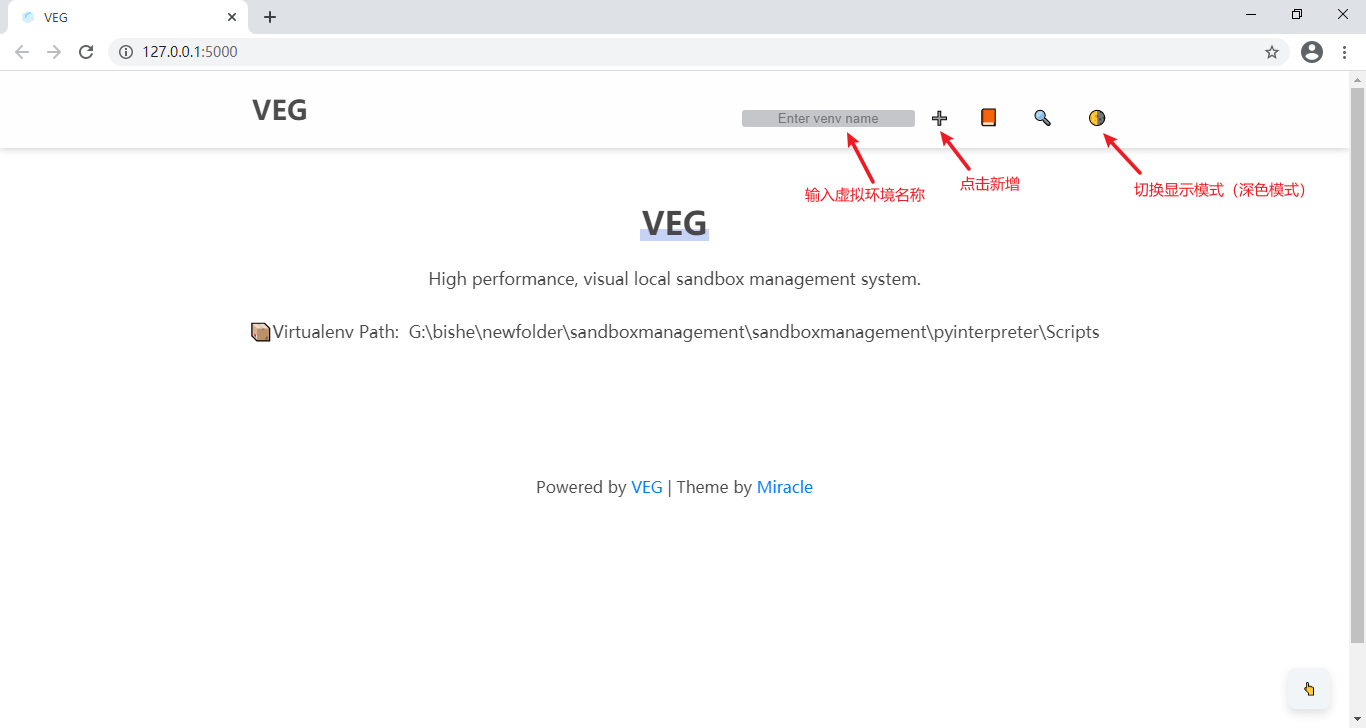 VEG
127.0.0.1:5000
VEG
Enter venv name
输入虚拟环境名称
点击新增
切换显示模式（深色模式）
VEG
High performance, visual local sandbox management system.
Virtualenv Path: G:\bishe\newfolder\sandboxmanagement\sandboxmanagement\pyinterpreter\Scripts
Powered by VEG | Theme by Miracle